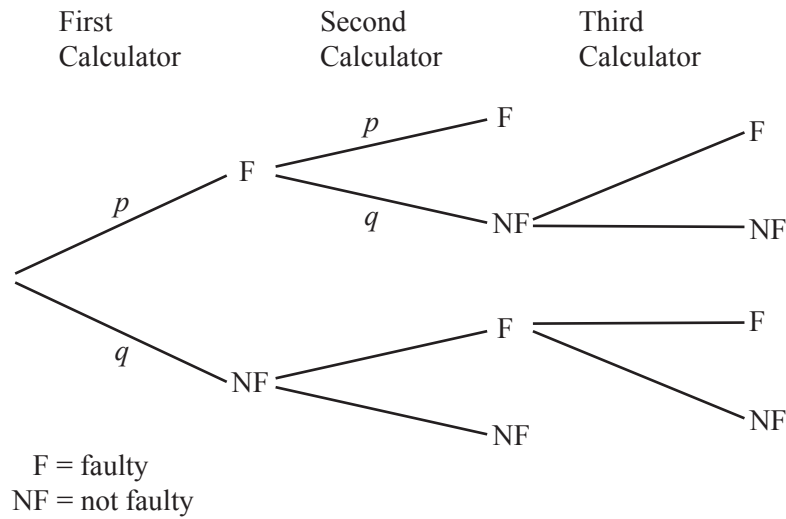 First
Calculator
Second
Calculator
Third
Calculator
p
F
F
q
NF
F
NF
p
q
NF
F
F
NF
NF
F = faulty
NF = not faulty